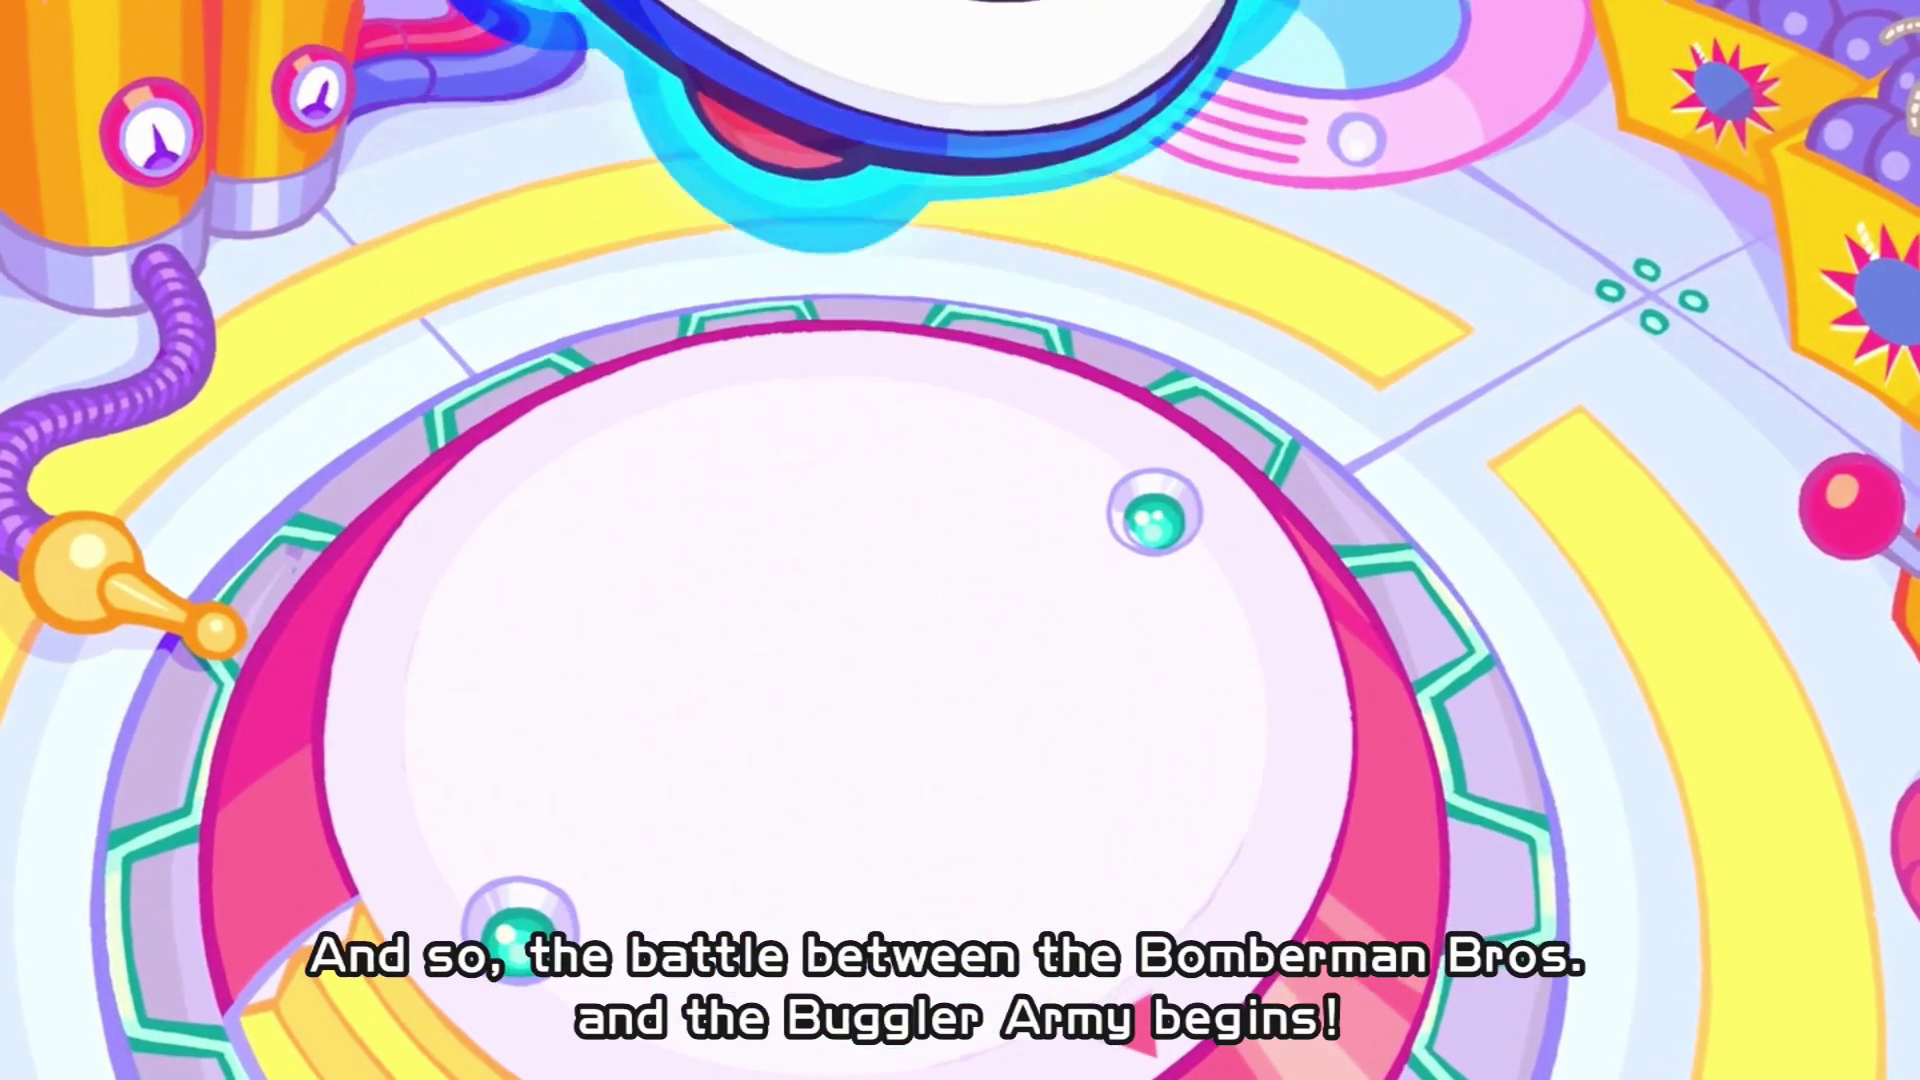 And so, the battle between the Bomberman Bros.
and the Buggler Army begins!